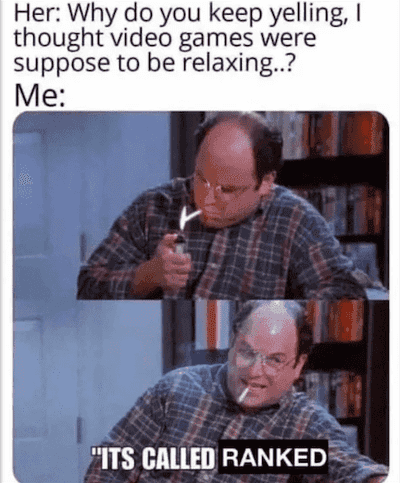 Her: Why do you keep yelling, I
thought video games were
suppose to be relaxing..?
Me:
"ITS CALLED RANKED